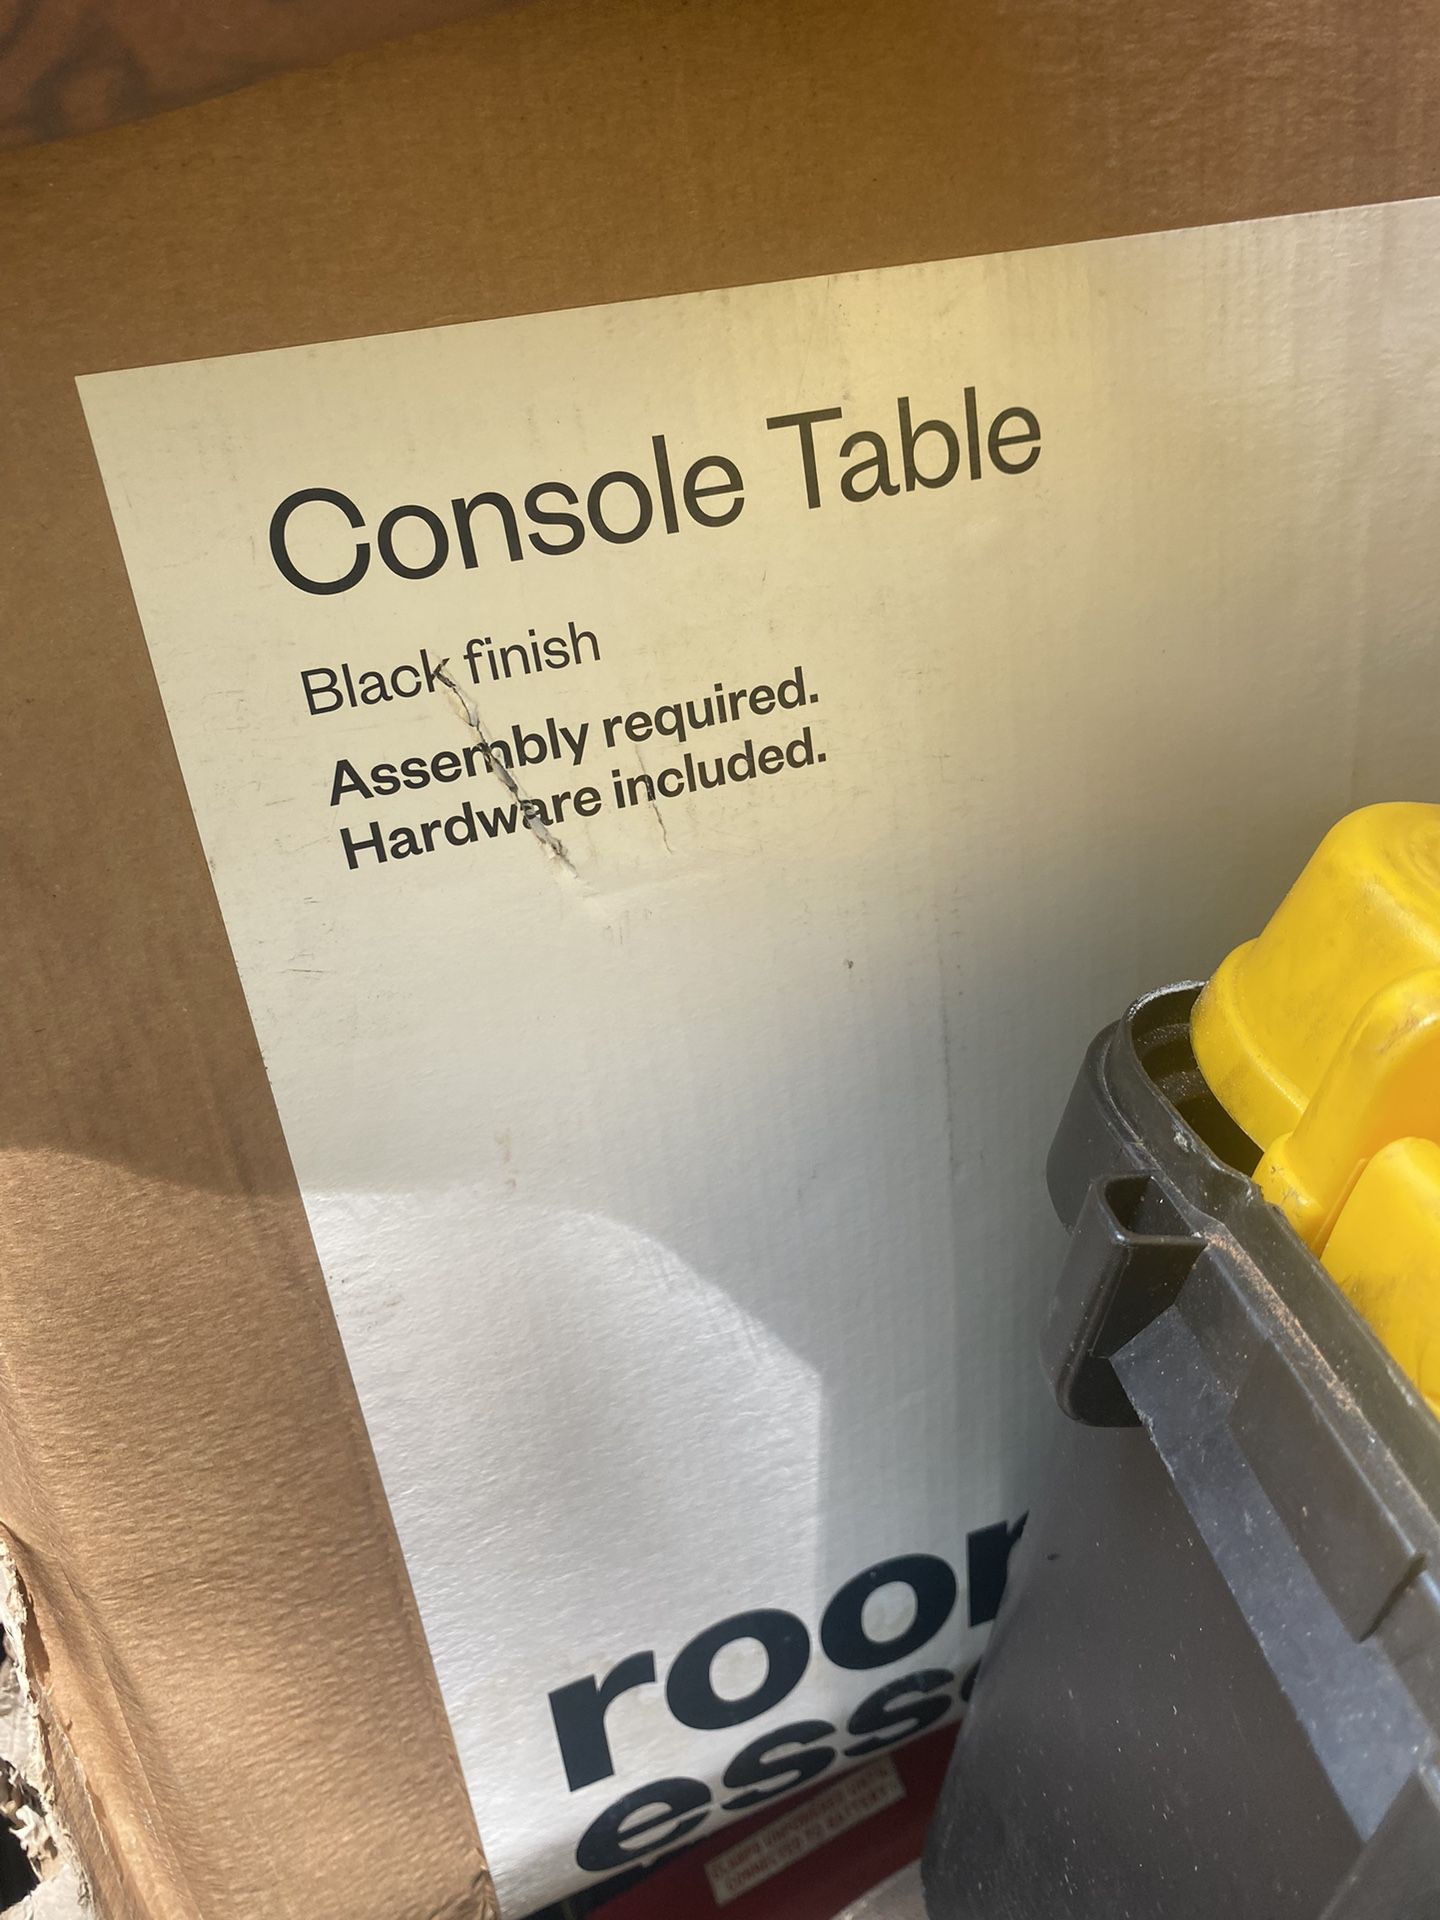 Console Table
Black finish
Assembly required.
Hardware included.